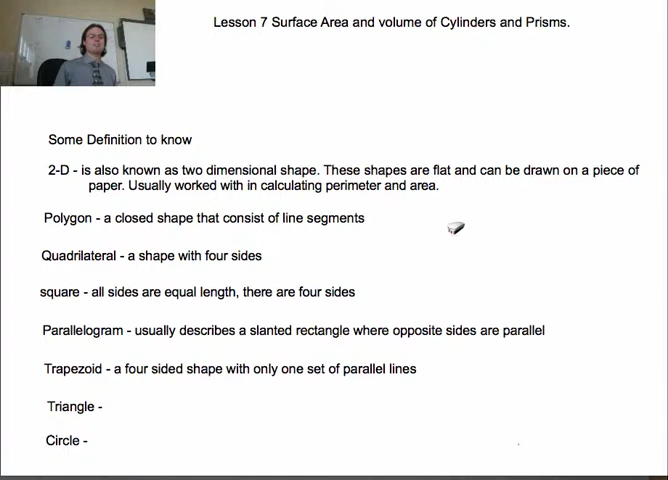 Lesson 7 Surface Area and volume of Cylinders and Prisms.
Some Definition to know
2-D - is also known as two dimensional shape. These shapes are flat and can be drawn on a piece of
paper. Usually worked with in calculating perimeter and area.
Polygon - a closed shape that consist of line segments
Quadrilateral - a shape with four sides
square - all sides are equal length, there are four sides
Parallelogram - usually describes a slanted rectangle where opposite sides are parallel
Trapezoid - a four sided shape with only one set of parallel lines
Triangle -
Circle -